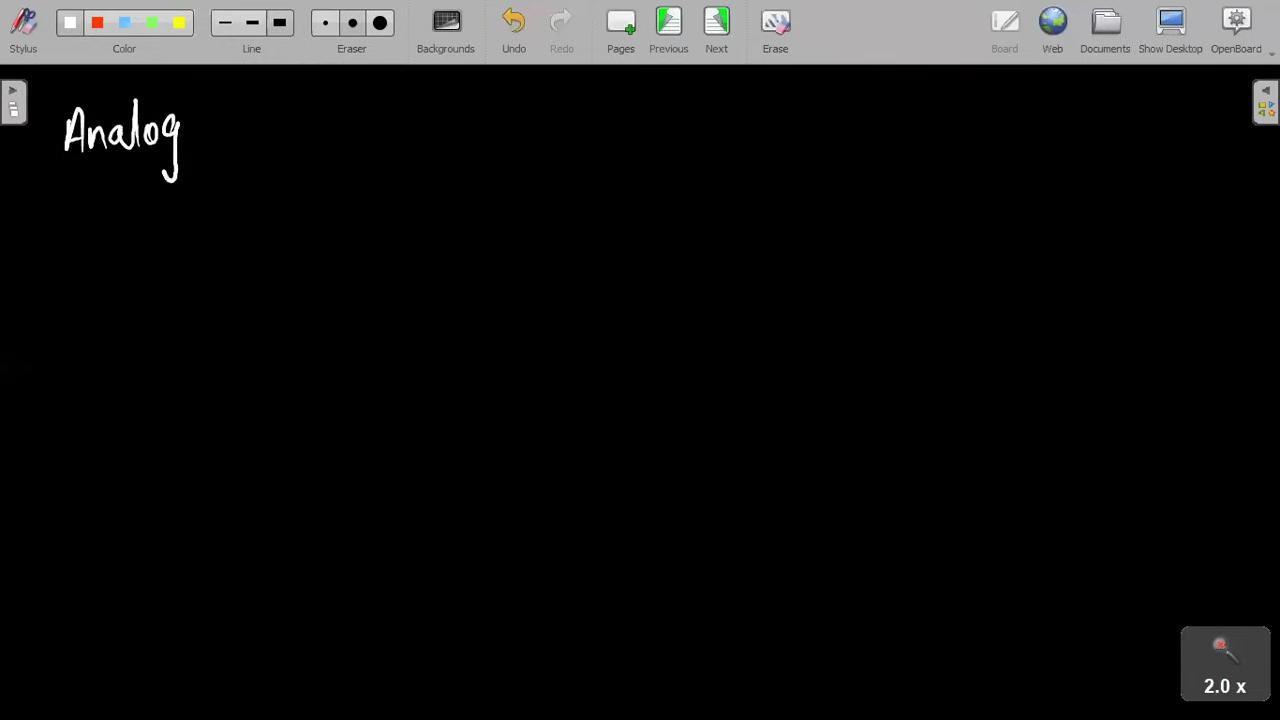 Stylus Color Line Eraser Backgrounds Undo Redo Pages Previous Next Erase Board Web Documents Show Desktop OpenBoard
Analog
2.0 x